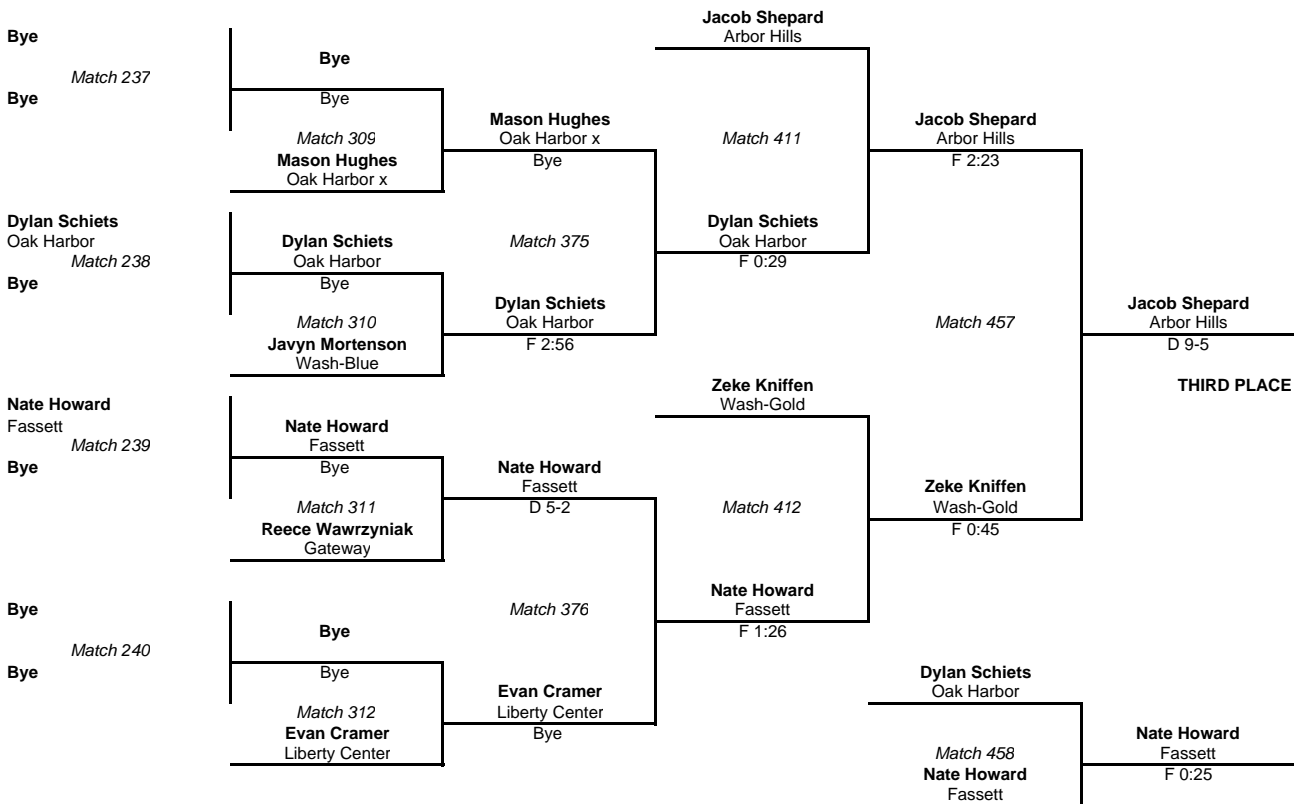 Bye
Match 237
Bye
Bye
Bye
Match 309
Mason Hughes
Oak Harbor x
Mason Hughes
Oak Harbor x
Bye
Jacob Shepard
Arbor Hills
Match 411
Jacob Shepard
Arbor Hills
F 2:23
Dylan Schiets
Oak Harbor
Match 238
Bye
Dylan Schiets
Oak Harbor
Bye
Match 310
Javyn Mortenson
Wash-Blue
Match 375
Dylan Schiets
Oak Harbor
F 2:56
Dylan Schiets
Oak Harbor
F 0:29
Match 457
Jacob Shepard
Arbor Hills
D 9-5
THIRD PLACE
Nate Howard
Fassett
Match 239
Bye
Nate Howard
Fassett
Bye
Match 311
Reece Wawrzyniak
Gateway
Nate Howard
Fassett
D 5-2
Zeke Kniffen
Wash-Gold
Match 412
Zeke Kniffen
Wash-Gold
F 0:45
Bye
Match 240
Bye
Bye
Bye
Match 312
Evan Cramer
Liberty Center
Match 376
Evan Cramer
Liberty Center
Bye
Nate Howard
Fassett
F 1:26
Dylan Schiets
Oak Harbor
Match 458
Nate Howard
Fassett
Nate Howard
Fassett
F 0:25